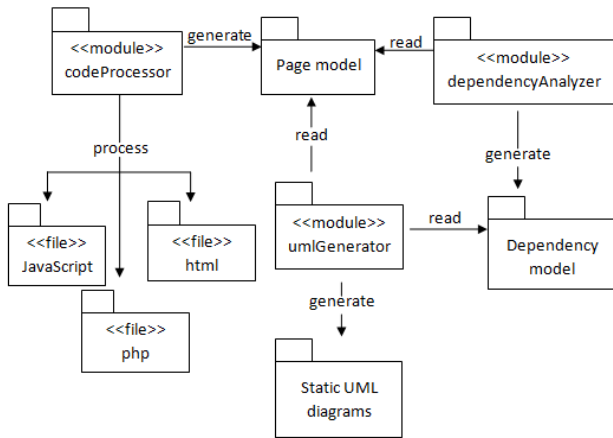 <<module>>
codeProcessor
generate
Page model
read
<<module>>
dependencyAnalyzer
process
read
generate
<<file>>
JavaScript
<<file>>
html
<<module>>
umlGenerator
read
Dependency
model
<<file>>
php
generate
Static UML
diagrams